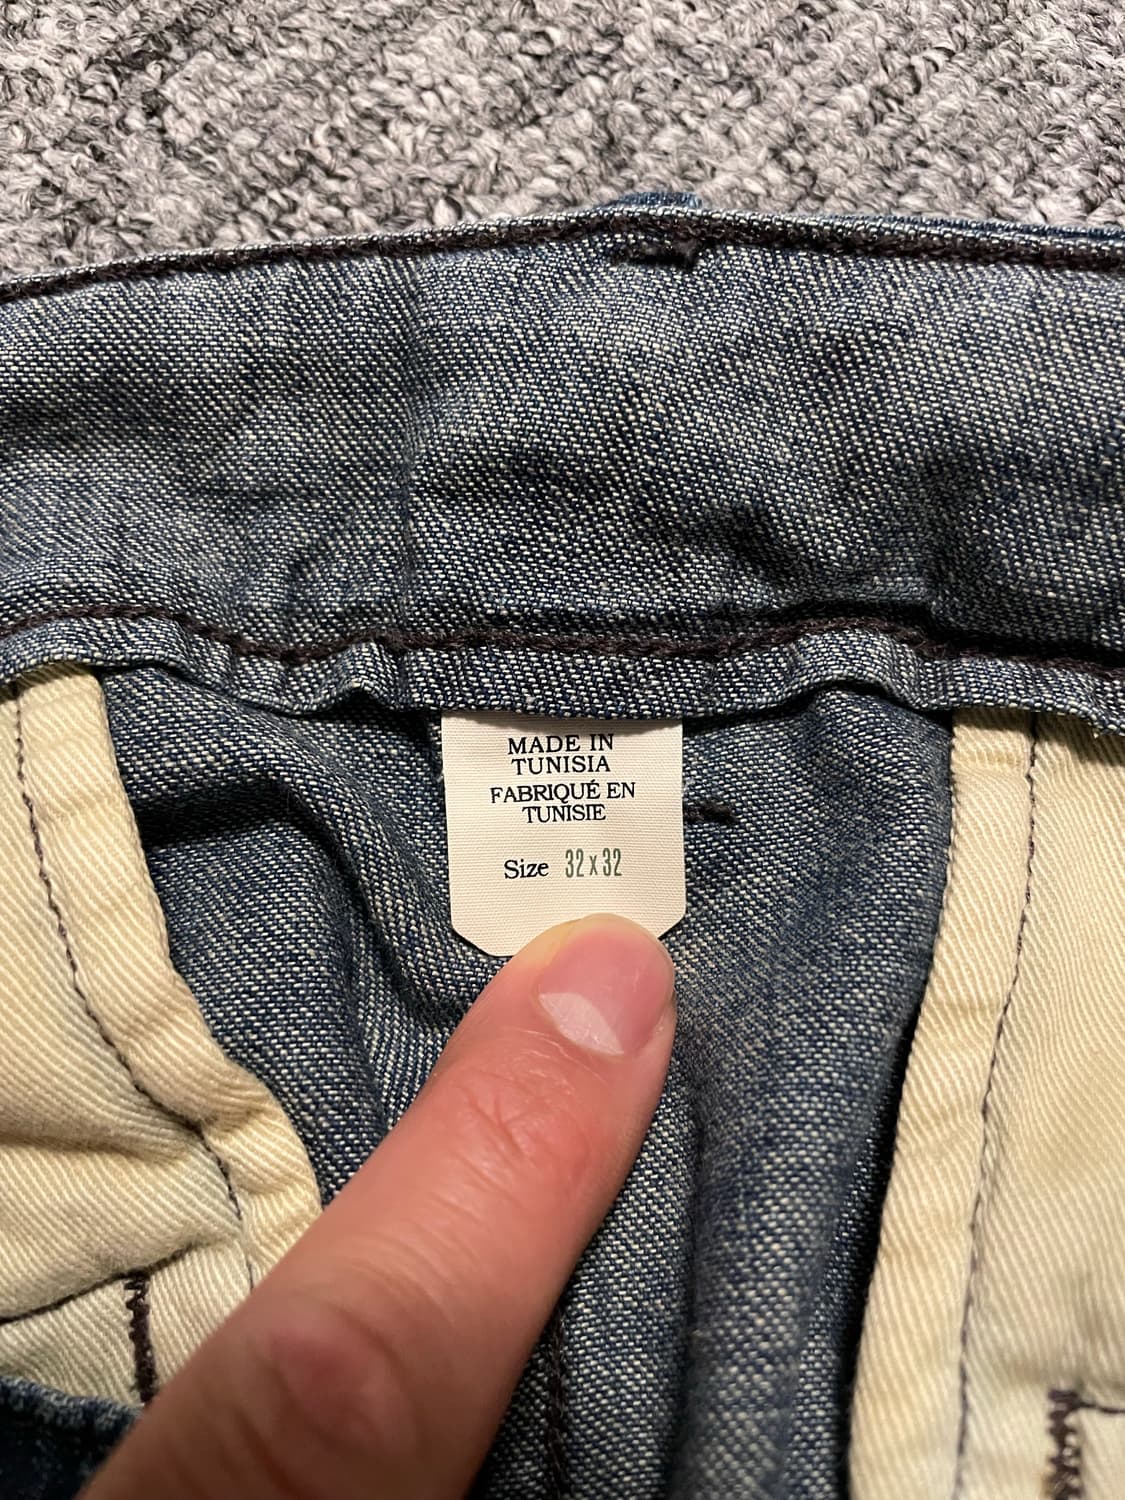 MADE IN
TUNISIA
FABRIQUÉ EN
TUNISIE
Size 32 x 32